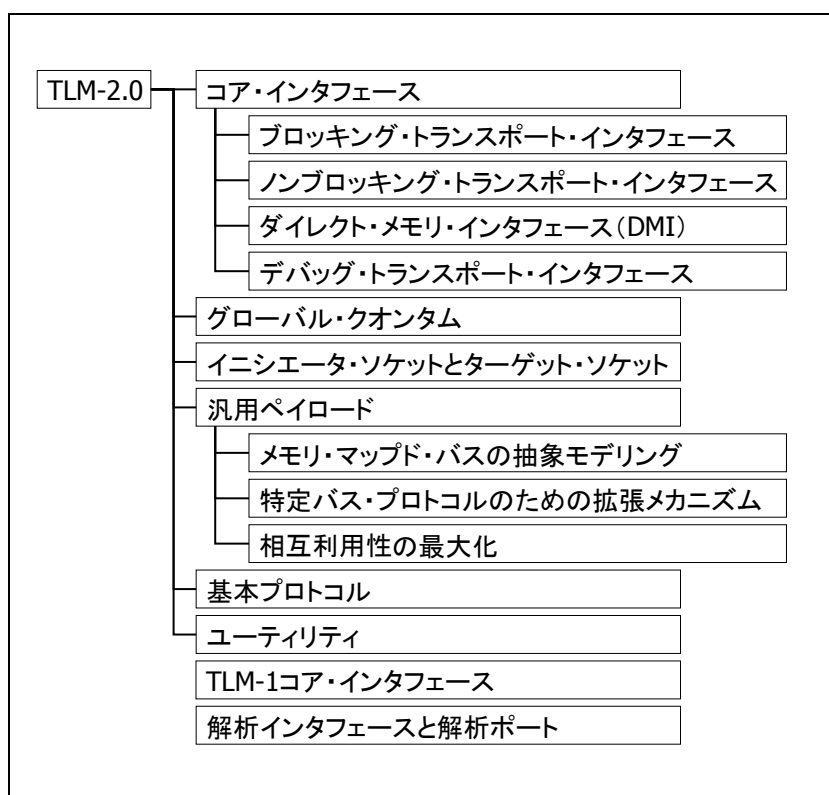 TLM-2.0
コア・インタフェース
ブロッキング・トランスポート・インタフェース
ノンブロッキング・トランスポート・インタフェース
ダイレクト・メモリ・インタフェース（DMI）
デバッグ・トランスポート・インタフェース
グローバル・クオンタム
イニシエータ・ソケットとターゲット・ソケット
汎用ペイロード
メモリ・マップド・バスの抽象モデリング
特定バス・プロトコルのための拡張メカニズム
相互利用性の最大化
基本プロトコル
ユーティリティ
TLM-1コア・インタフェース
解析インタフェースと解析ポート